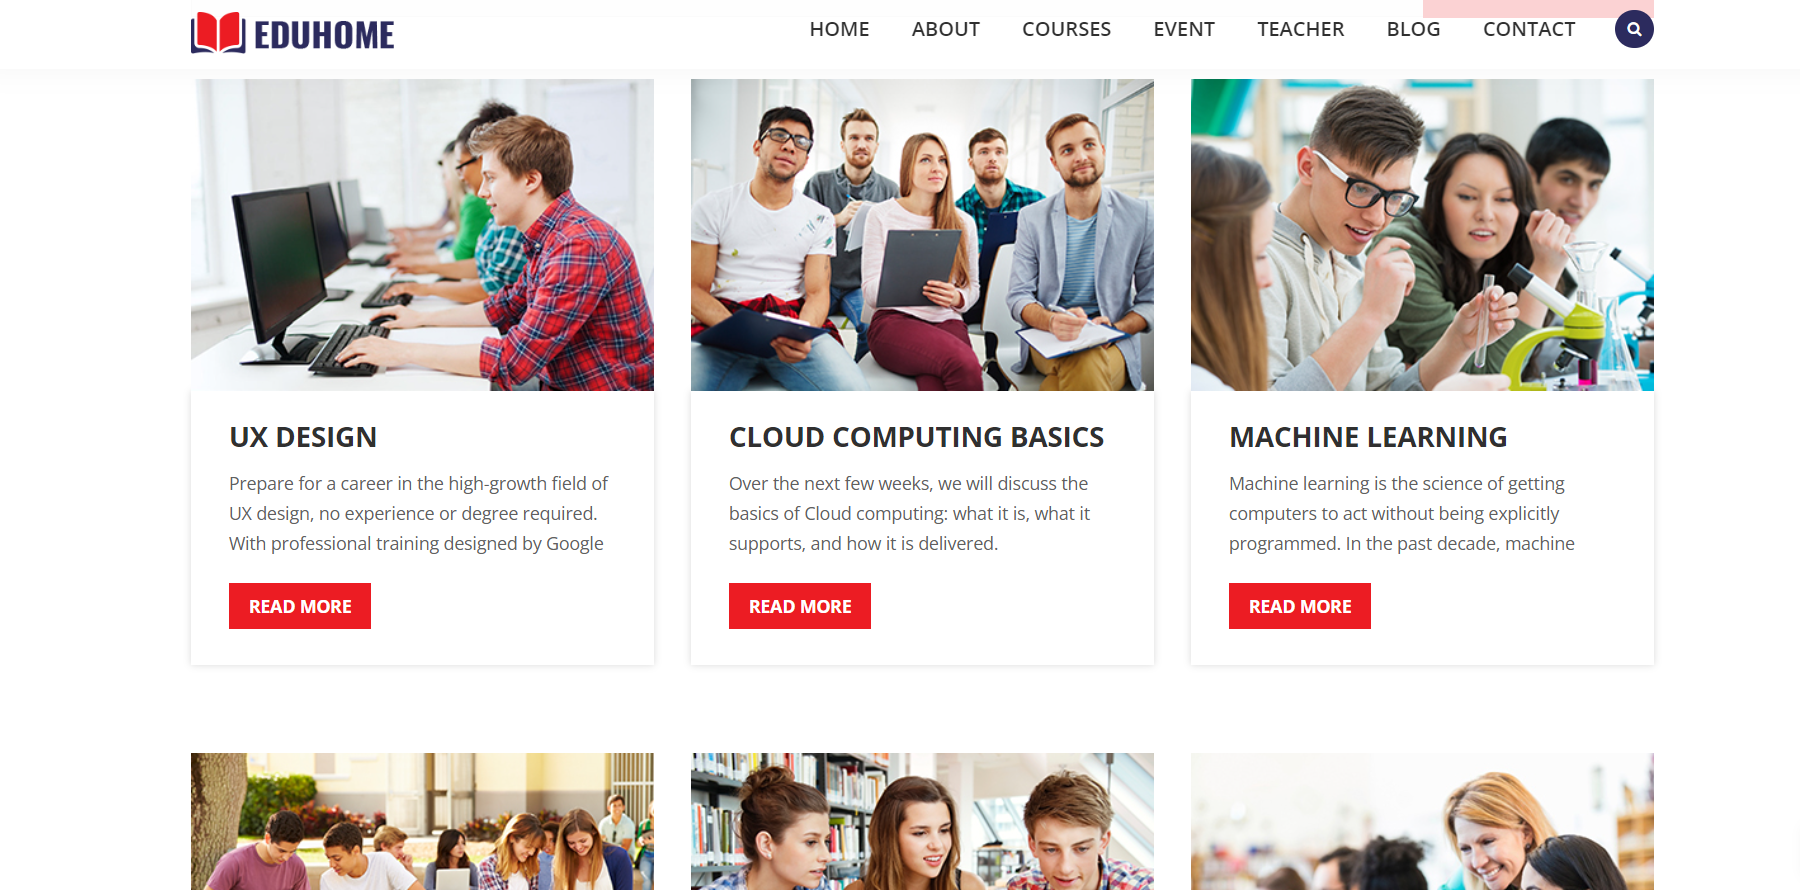 EDUHOME
HOME ABOUT COURSES EVENT TEACHER BLOG CONTACT
UX DESIGN
Prepare for a career in the high-growth field of
UX design, no experience or degree required.
With professional training designed by Google
READ MORE
CLOUD COMPUTING BASICS
Over the next few weeks, we will discuss the
basics of Cloud computing: what it is, what it
supports, and how it is delivered.
READ MORE
MACHINE LEARNING
Machine learning is the science of getting
computers to act without being explicitly
programmed. In the past decade, machine
READ MORE